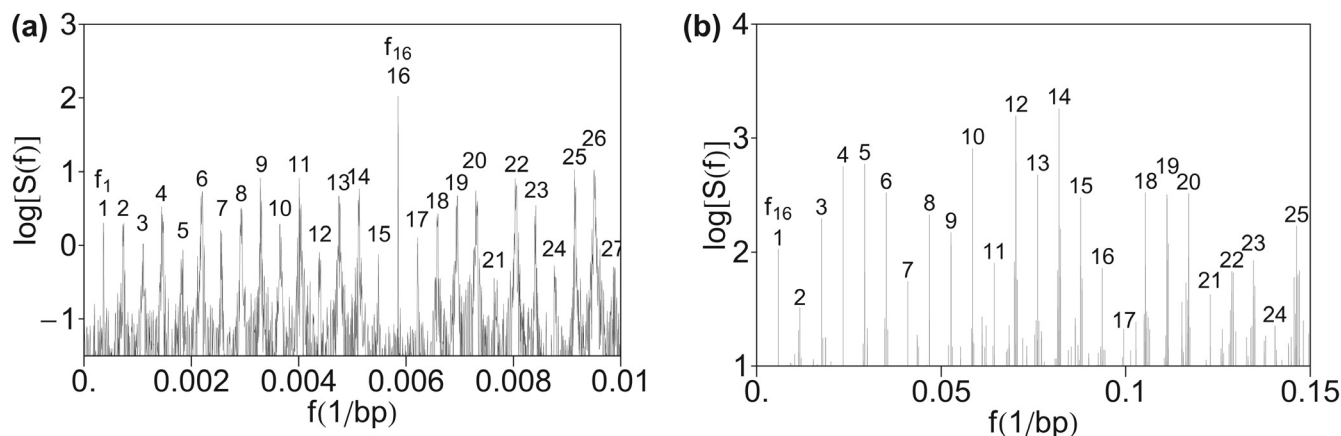 (a)
3
2
1
0
−1
log[S(f)]
f₁
1 2 3 4 5 6 7 8 9 10 11 12 13 14 15
f₁₆
16
17 18 19 20 21 22 23 24 25 26 27
0. 0.002 0.004 0.006 0.008 0.01
f(1/bp)
(b)
4
3
2
1
log[S(f)]
f₁₆
1 2 3 4 5 6 7 8 9 10 11 12 13 14 15 16 17 18 19 20 21 22 23 24 25
0. 0.05 0.1 0.15
f(1/bp)